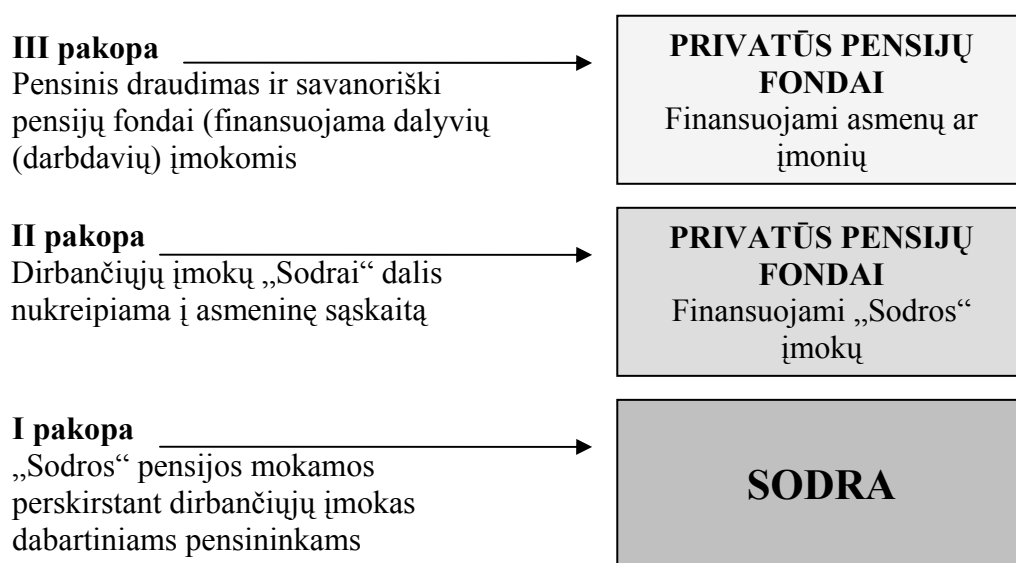 III pakopa
Pensinis draudimas ir savanoriški
pensijų fondai (finansuojama dalyvių
(darbdavių) įmokomis
PRIVATŪS PENSIJŲ
FONDAI
Finansuojami asmenų ar
įmonių
II pakopa
Dirbančiųjų įmokų „Sodrai“ dalis
nukreipiama į asmeninę sąskaitą
PRIVATŪS PENSIJŲ
FONDAI
Finansuojami „Sodros“
įmokų
I pakopa
„Sodros“ pensijos mokamos
perskirstant dirbančiųjų įmokas
dabartiniams pensininkams
SODRA